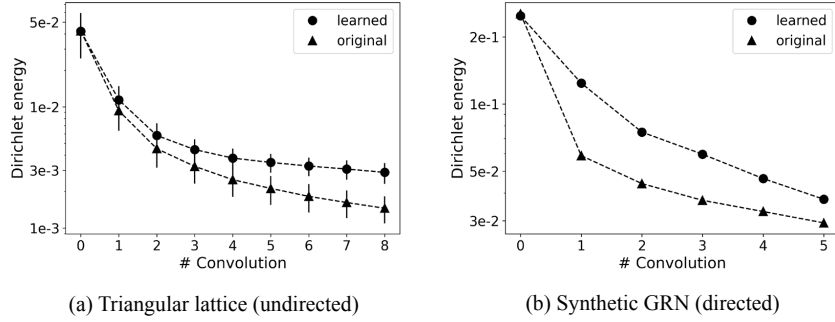 5e-2
1e-2
3e-3
1e-3
Dirichlet energy
learned
original
0 1 2 3 4 5 6 7 8
# Convolution
(a) Triangular lattice (undirected)
2e-1
1e-1
5e-2
3e-2
Dirichlet energy
learned
original
0 1 2 3 4 5
# Convolution
(b) Synthetic GRN (directed)